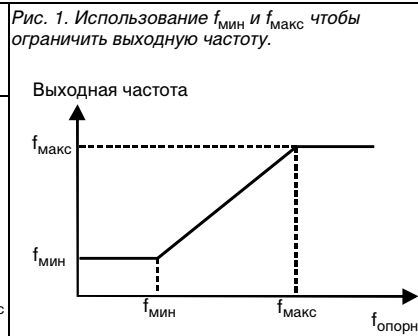 Рис. 1. Использование fмин и fмакс чтобы
ограничить выходную частоту.
Выходная частота
fмакс
fмин
fмин
fмакс
fопорн
с